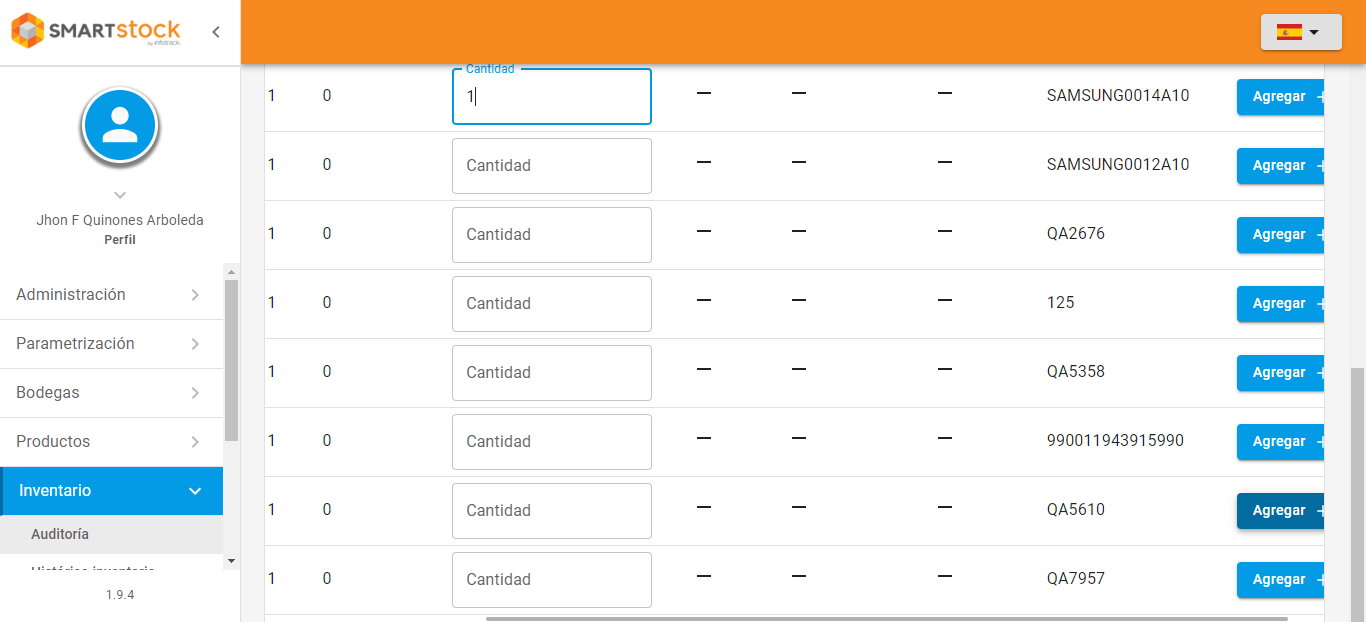 SMARTstock
by infotrack.
Jhon F Quinones Arboleda
Perfil
Administración
Parametrización
Bodegas
Productos
Inventario
Auditoría
Histórico inventario
1.9.4
Cantidad
1 0 1 — — — SAMSUNG0014A10 Agregar +
1 0 Cantidad — — — SAMSUNG0012A10 Agregar +
1 0 Cantidad — — — QA2676 Agregar +
1 0 Cantidad — — — 125 Agregar +
1 0 Cantidad — — — QA5358 Agregar +
1 0 Cantidad — — — 990011943915990 Agregar +
1 0 Cantidad — — — QA5610 Agregar +
1 0 Cantidad — — — QA7957 Agregar +